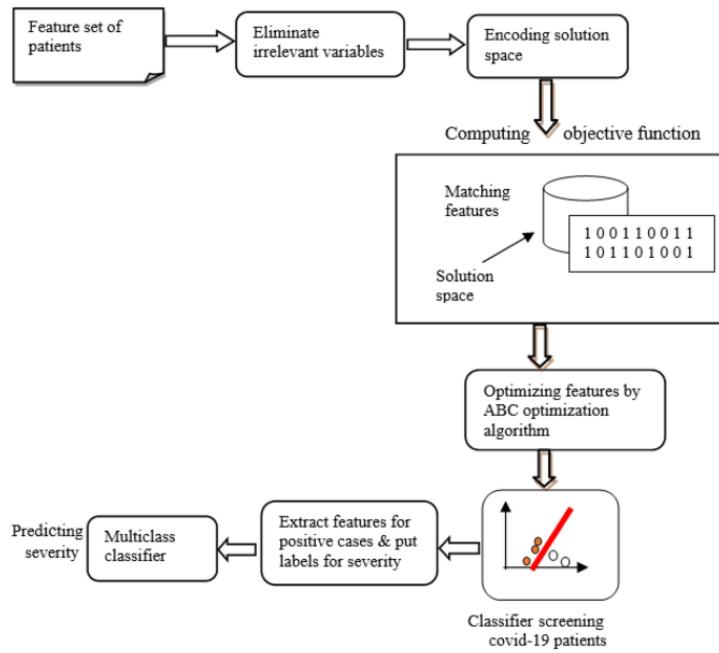 Feature set of
patients
Eliminate
irrelevant variables
Encoding solution
space
Computing objective function
Matching
features
1 0 0 1 1 0 0 1 1
1 0 1 1 0 1 0 0 1
Solution
space
Optimizing features by
ABC optimization
algorithm
Predicting
severity
Multiclass
classifier
Extract features for
positive cases & put
labels for severity
Classifier screening
covid-19 patients